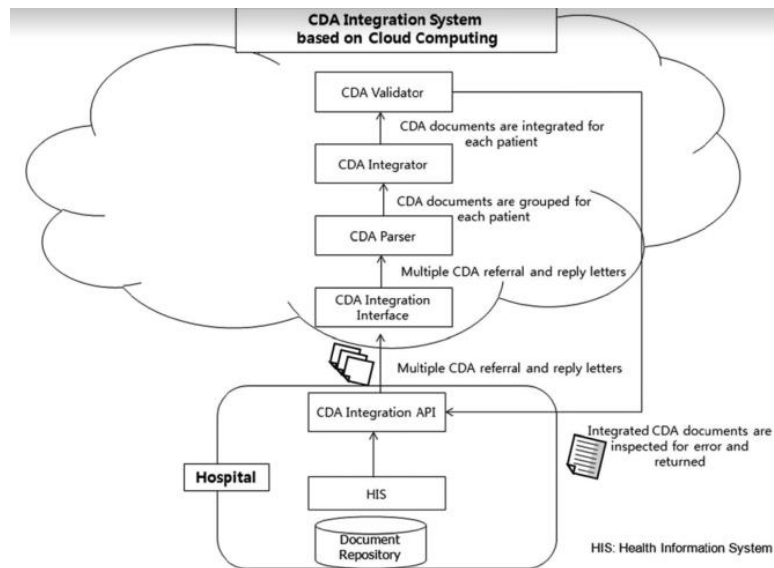 CDA Integration System
based on Cloud Computing
CDA Validator
CDA documents are integrated for
each patient
CDA Integrator
CDA documents are grouped for
each patient
CDA Parser
Multiple CDA referral and reply letters
CDA Integration
Interface
Multiple CDA referral and reply letters
CDA Integration API
Integrated CDA documents are
inspected for error and
returned
Hospital
HIS
Document
Repository
HIS: Health Information System